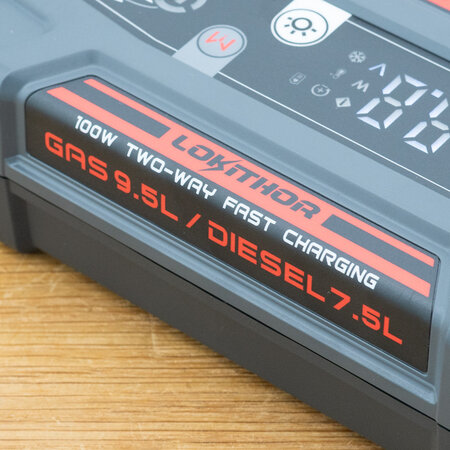 LOKITHOR
100W TWO-WAY FAST CHARGING
GAS 9.5L / DIESEL 7.5L
M
V
W